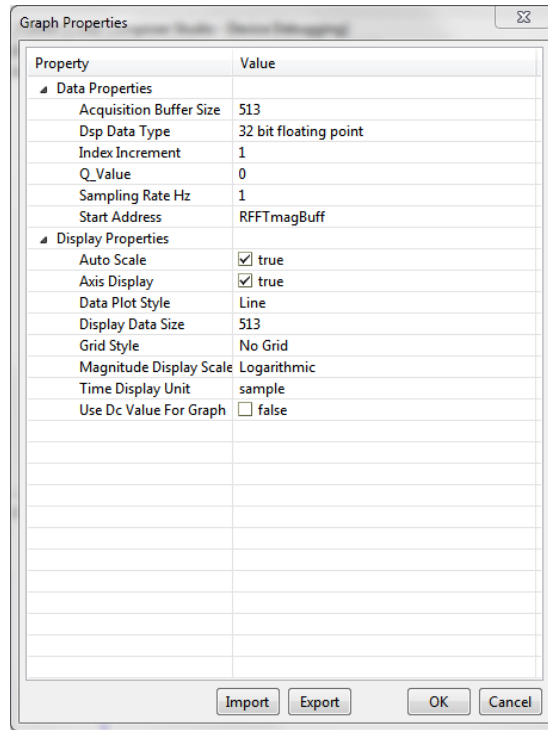 Graph Properties
Property Value
Data Properties
Acquisition Buffer Size 513
Dsp Data Type 32 bit floating point
Index Increment 1
Q_Value 0
Sampling Rate Hz 1
Start Address RFFTmagBuff
Display Properties
Auto Scale true
Axis Display true
Data Plot Style Line
Display Data Size 513
Grid Style No Grid
Magnitude Display Scale Logarithmic
Time Display Unit sample
Use Dc Value For Graph false
Import Export OK Cancel